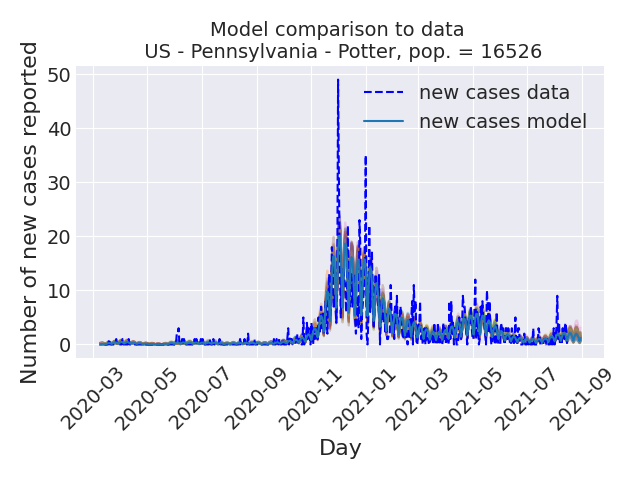 Model comparison to data
US - Pennsylvania - Potter, pop. = 16526
Number of new cases reported
50
40
30
20
10
0
new cases data
new cases model
2020-03
2020-05
2020-07
2020-09
2020-11
2021-01
2021-03
2021-05
2021-07
2021-09
Day